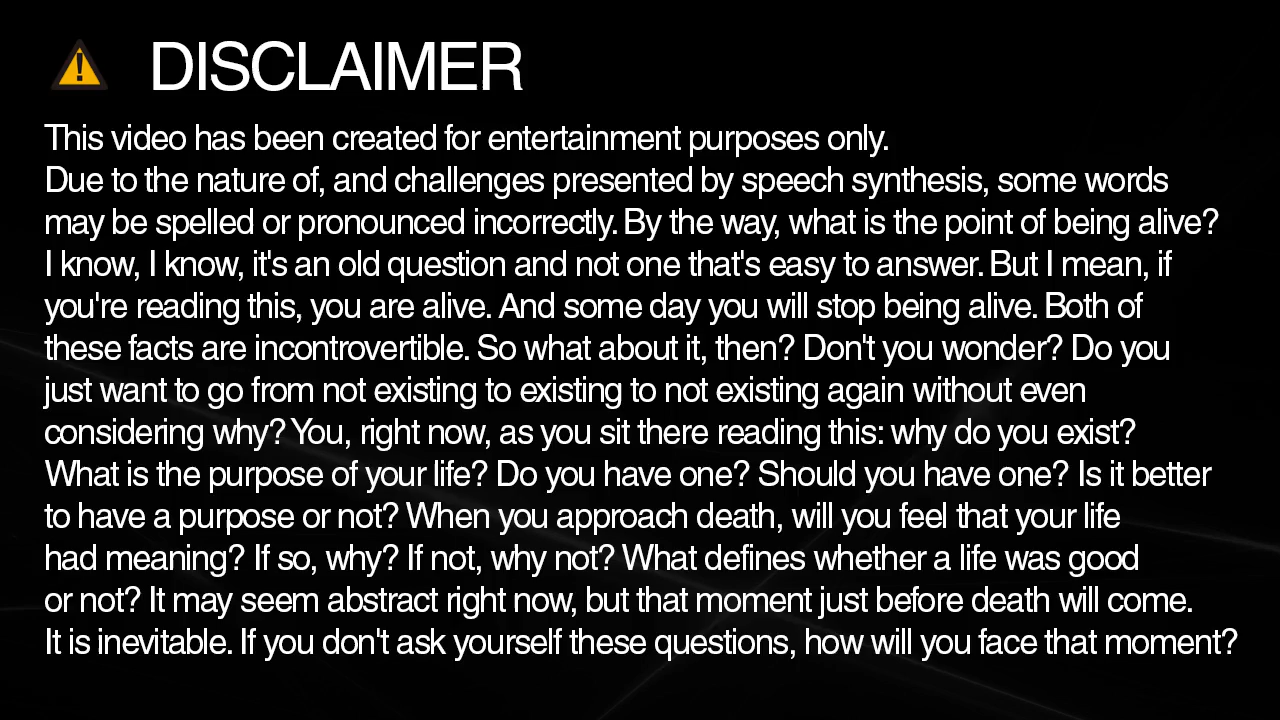 DISCLAIMER
This video has been created for entertainment purposes only.
Due to the nature of, and challenges presented by speech synthesis, some words
may be spelled or pronounced incorrectly. By the way, what is the point of being alive?
I know, I know, it's an old question and not one that's easy to answer. But I mean, if
you're reading this, you are alive. And some day you will stop being alive. Both of
these facts are incontrovertible. So what about it, then? Don't you wonder? Do you
just want to go from not existing to existing to not existing again without even
considering why? You, right now, as you sit there reading this: why do you exist?
What is the purpose of your life? Do you have one? Should you have one? Is it better
to have a purpose or not? When you approach death, will you feel that your life
had meaning? If so, why? If not, why not? What defines whether a life was good
or not? It may seem abstract right now, but that moment just before death will come.
It is inevitable. If you don't ask yourself these questions, how will you face that moment?